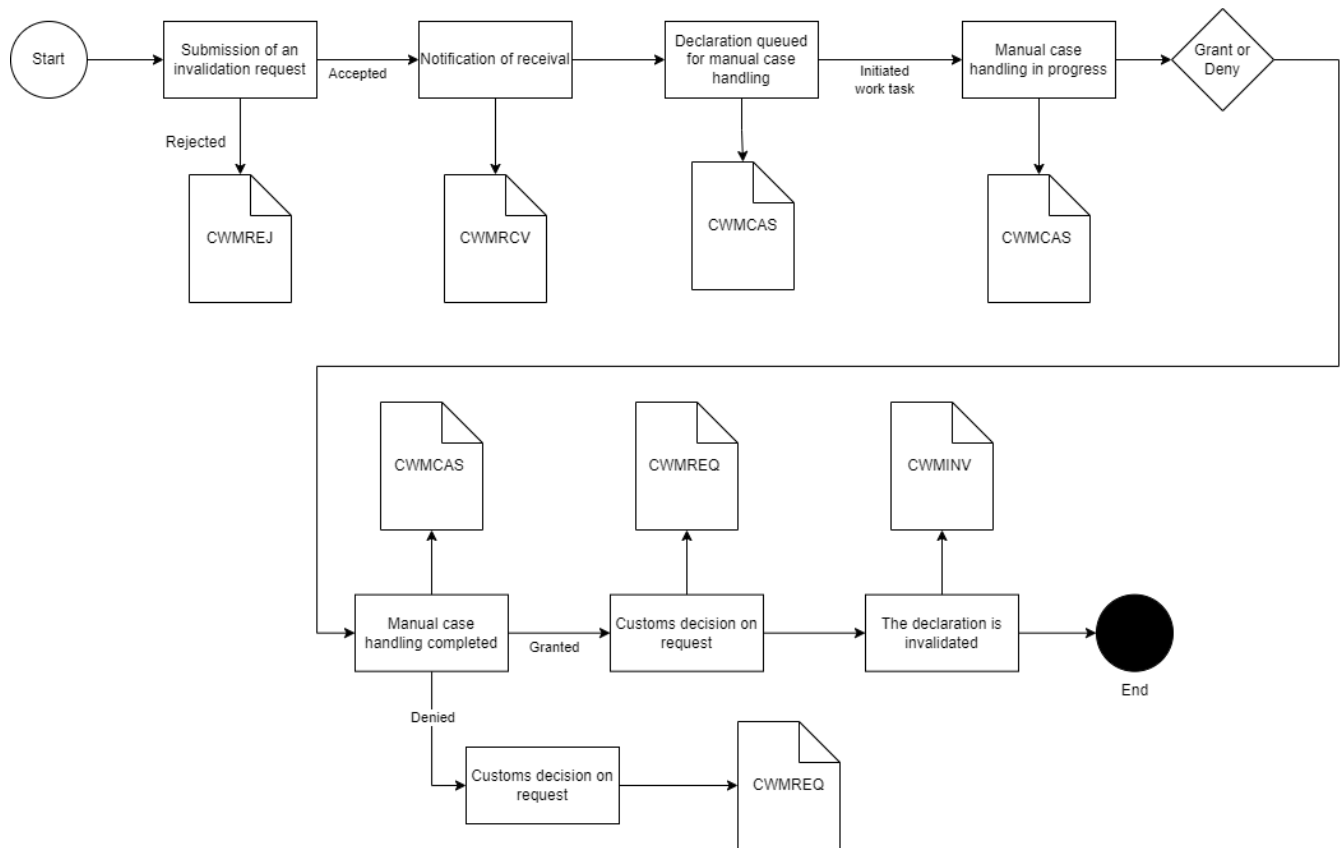 Start
Submission of an
invalidation request
Accepted
Notification of receival
Declaration queued
for manual case
handling
Initiated
work task
Manual case
handling in progress
Grant or
Deny
Rejected
CWMREJ
CWMRCV
CWMCAS
CWMCAS
CWMCAS
CWMREQ
CWMINV
Manual case
handling completed
Granted
Customs decision on
request
The declaration is
invalidated
End
Denied
Customs decision on
request
CWMREQ